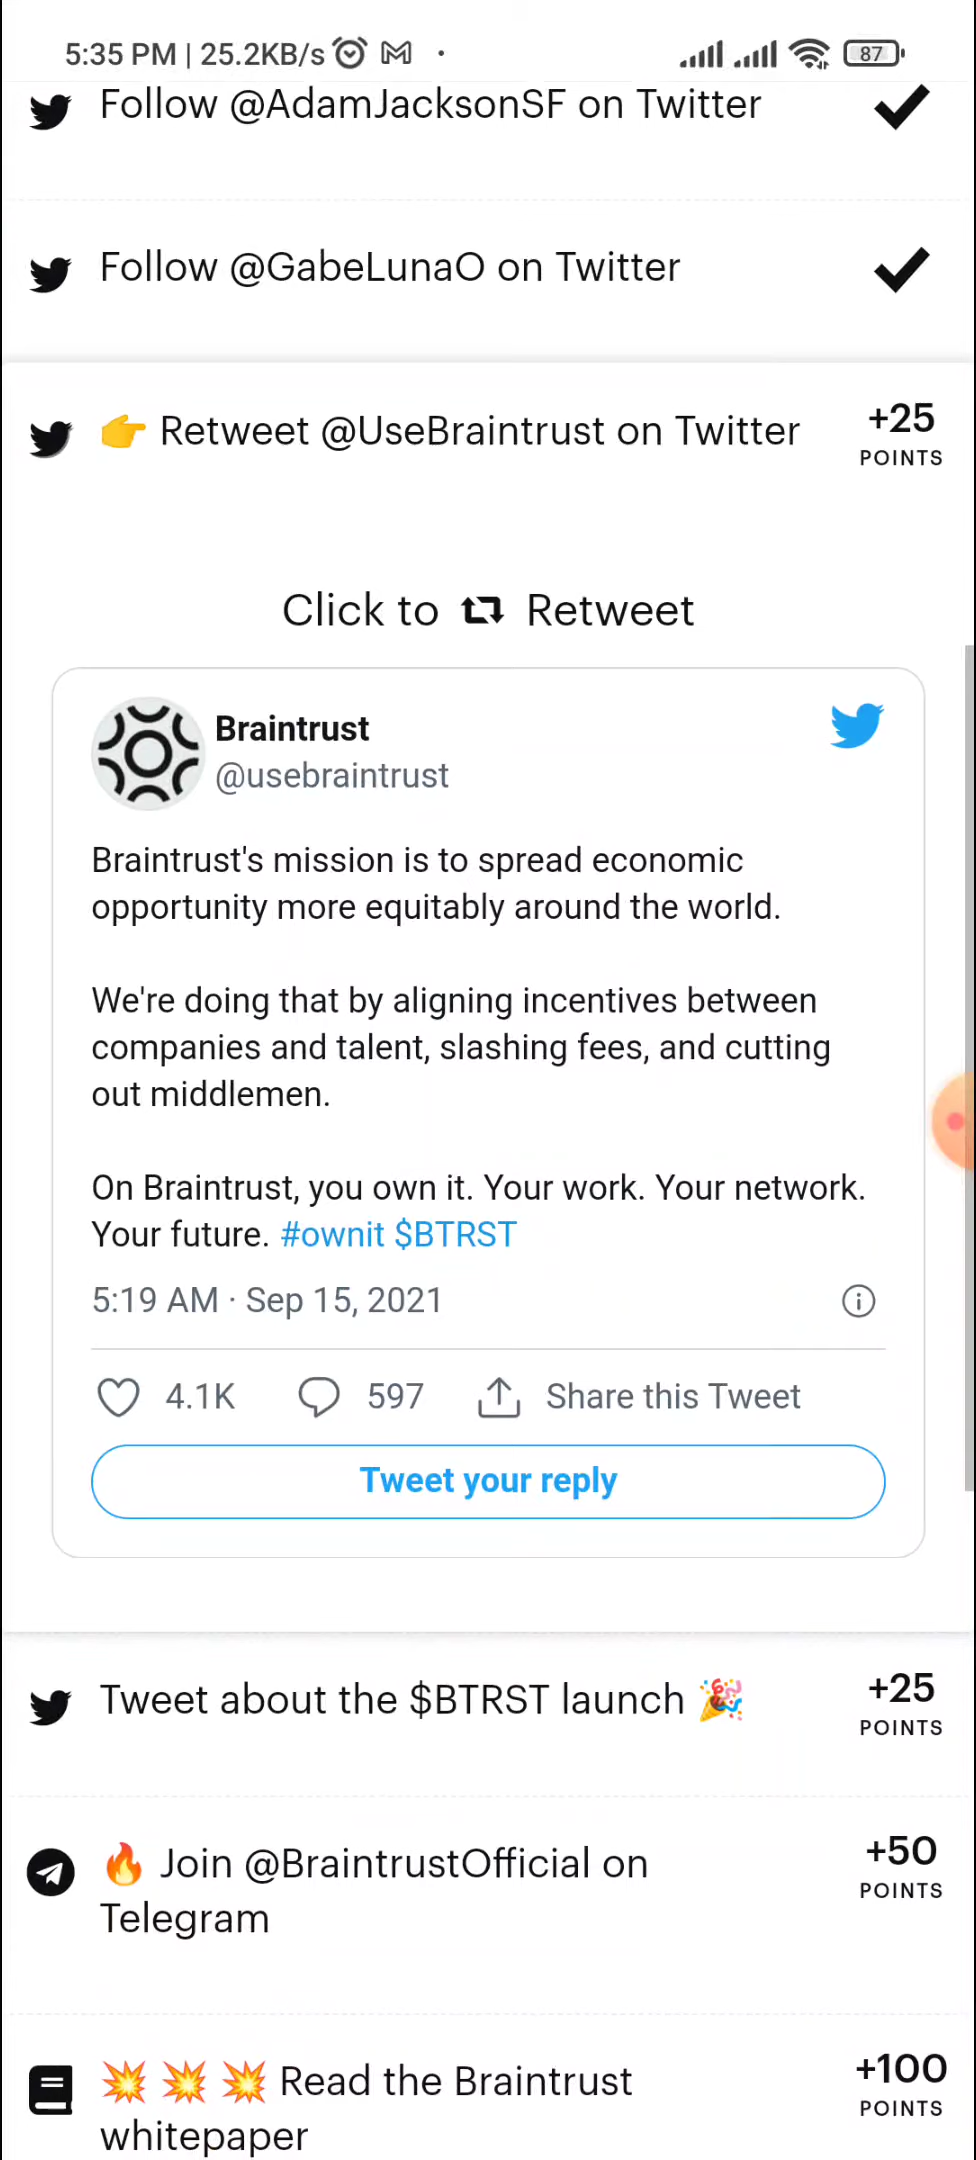 5:35 PM | 25.2KB/s
87
Follow @AdamJacksonSF on Twitter
Follow @GabeLunaO on Twitter
👉 Retweet @UseBraintrust on Twitter
+25
POINTS
Click to Retweet
Braintrust
@usebraintrust
Braintrust's mission is to spread economic
opportunity more equitably around the world.
We're doing that by aligning incentives between
companies and talent, slashing fees, and cutting
out middlemen.
On Braintrust, you own it. Your work. Your network.
Your future. #ownit $BTRST
5:19 AM · Sep 15, 2021
4.1K
597
Share this Tweet
Tweet your reply
Tweet about the $BTRST launch 🎉
+25
POINTS
🔥 Join @BraintrustOfficial on
Telegram
+50
POINTS
💥 💥 💥 Read the Braintrust
whitepaper
+100
POINTS